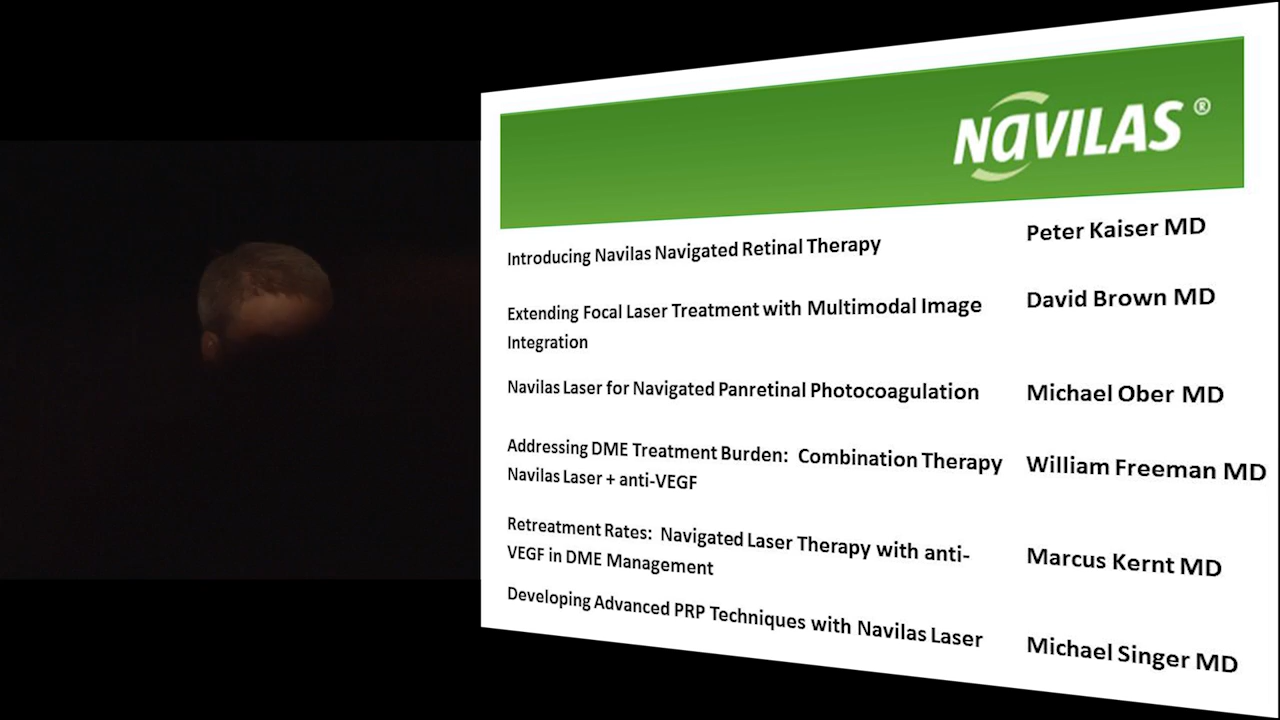 NaVILAS ®
Introducing Navilas Navigated Retinal Therapy Peter Kaiser MD
Extending Focal Laser Treatment with Multimodal Image David Brown MD
Integration
Navilas Laser for Navigated Panretinal Photocoagulation Michael Ober MD
Addressing DME Treatment Burden: Combination Therapy William Freeman MD
Navilas Laser + anti-VEGF
Retreatment Rates: Navigated Laser Therapy with anti-
VEGF in DME Management Marcus Kernt MD
Developing Advanced PRP Techniques with Navilas Laser Michael Singer MD